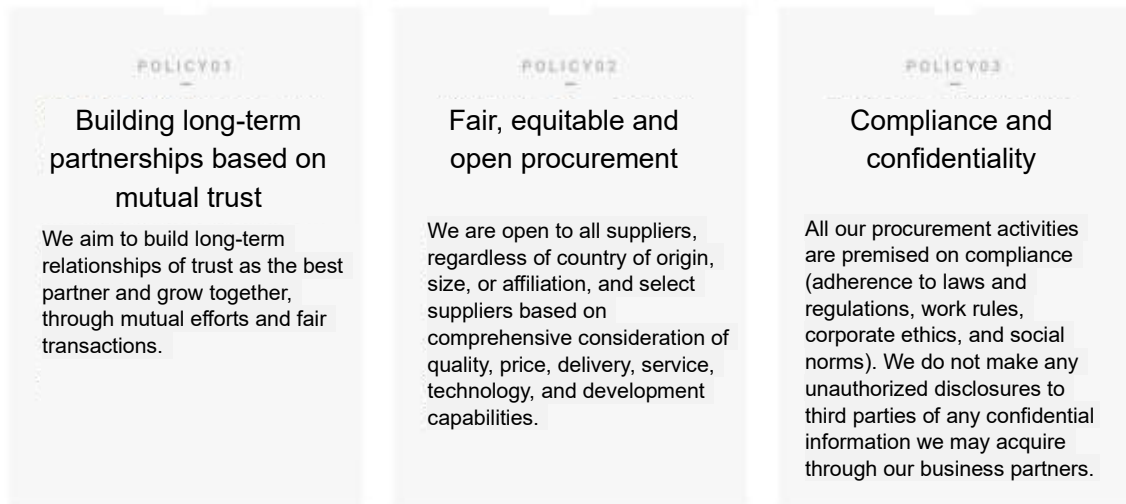 POLICY01
Building long-term
partnerships based on
mutual trust
We aim to build long-term
relationships of trust as the best
partner and grow together,
through mutual efforts and fair
transactions.
POLICY02
Fair, equitable and
open procurement
We are open to all suppliers,
regardless of country of origin,
size, or affiliation, and select
suppliers based on
comprehensive consideration of
quality, price, delivery, service,
technology, and development
capabilities.
POLICY03
Compliance and
confidentiality
All our procurement activities
are premised on compliance
(adherence to laws and
regulations, work rules,
corporate ethics, and social
norms). We do not make any
unauthorized disclosures to
third parties of any confidential
information we may acquire
through our business partners.